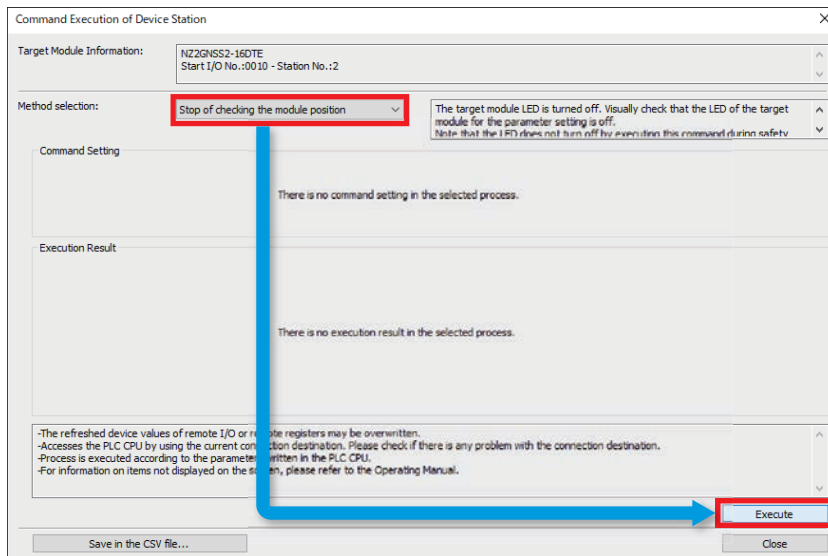 Command Execution of Device Station
Target Module Information:
NZ2GNSS2-16DTE
Start I/O No.:0010 - Station No.:2
Method selection:
Stop of checking the module position
The target module LED is turned off. Visually check that the LED of the target
module for the parameter setting is off.
Note that the LED does not turn off by executing this command during safety
Command Setting
There is no command setting in the selected process.
Execution Result
There is no execution result in the selected process.
-The refreshed device values of remote I/O or remote registers may be overwritten.
-Accesses the PLC CPU by using the current connection destination. Please check if there is any problem with the connection destination.
-Process is executed according to the parameters written in the PLC CPU.
-For information on items not displayed on the screen, please refer to the Operating Manual.
Execute
Save in the CSV file...
Close